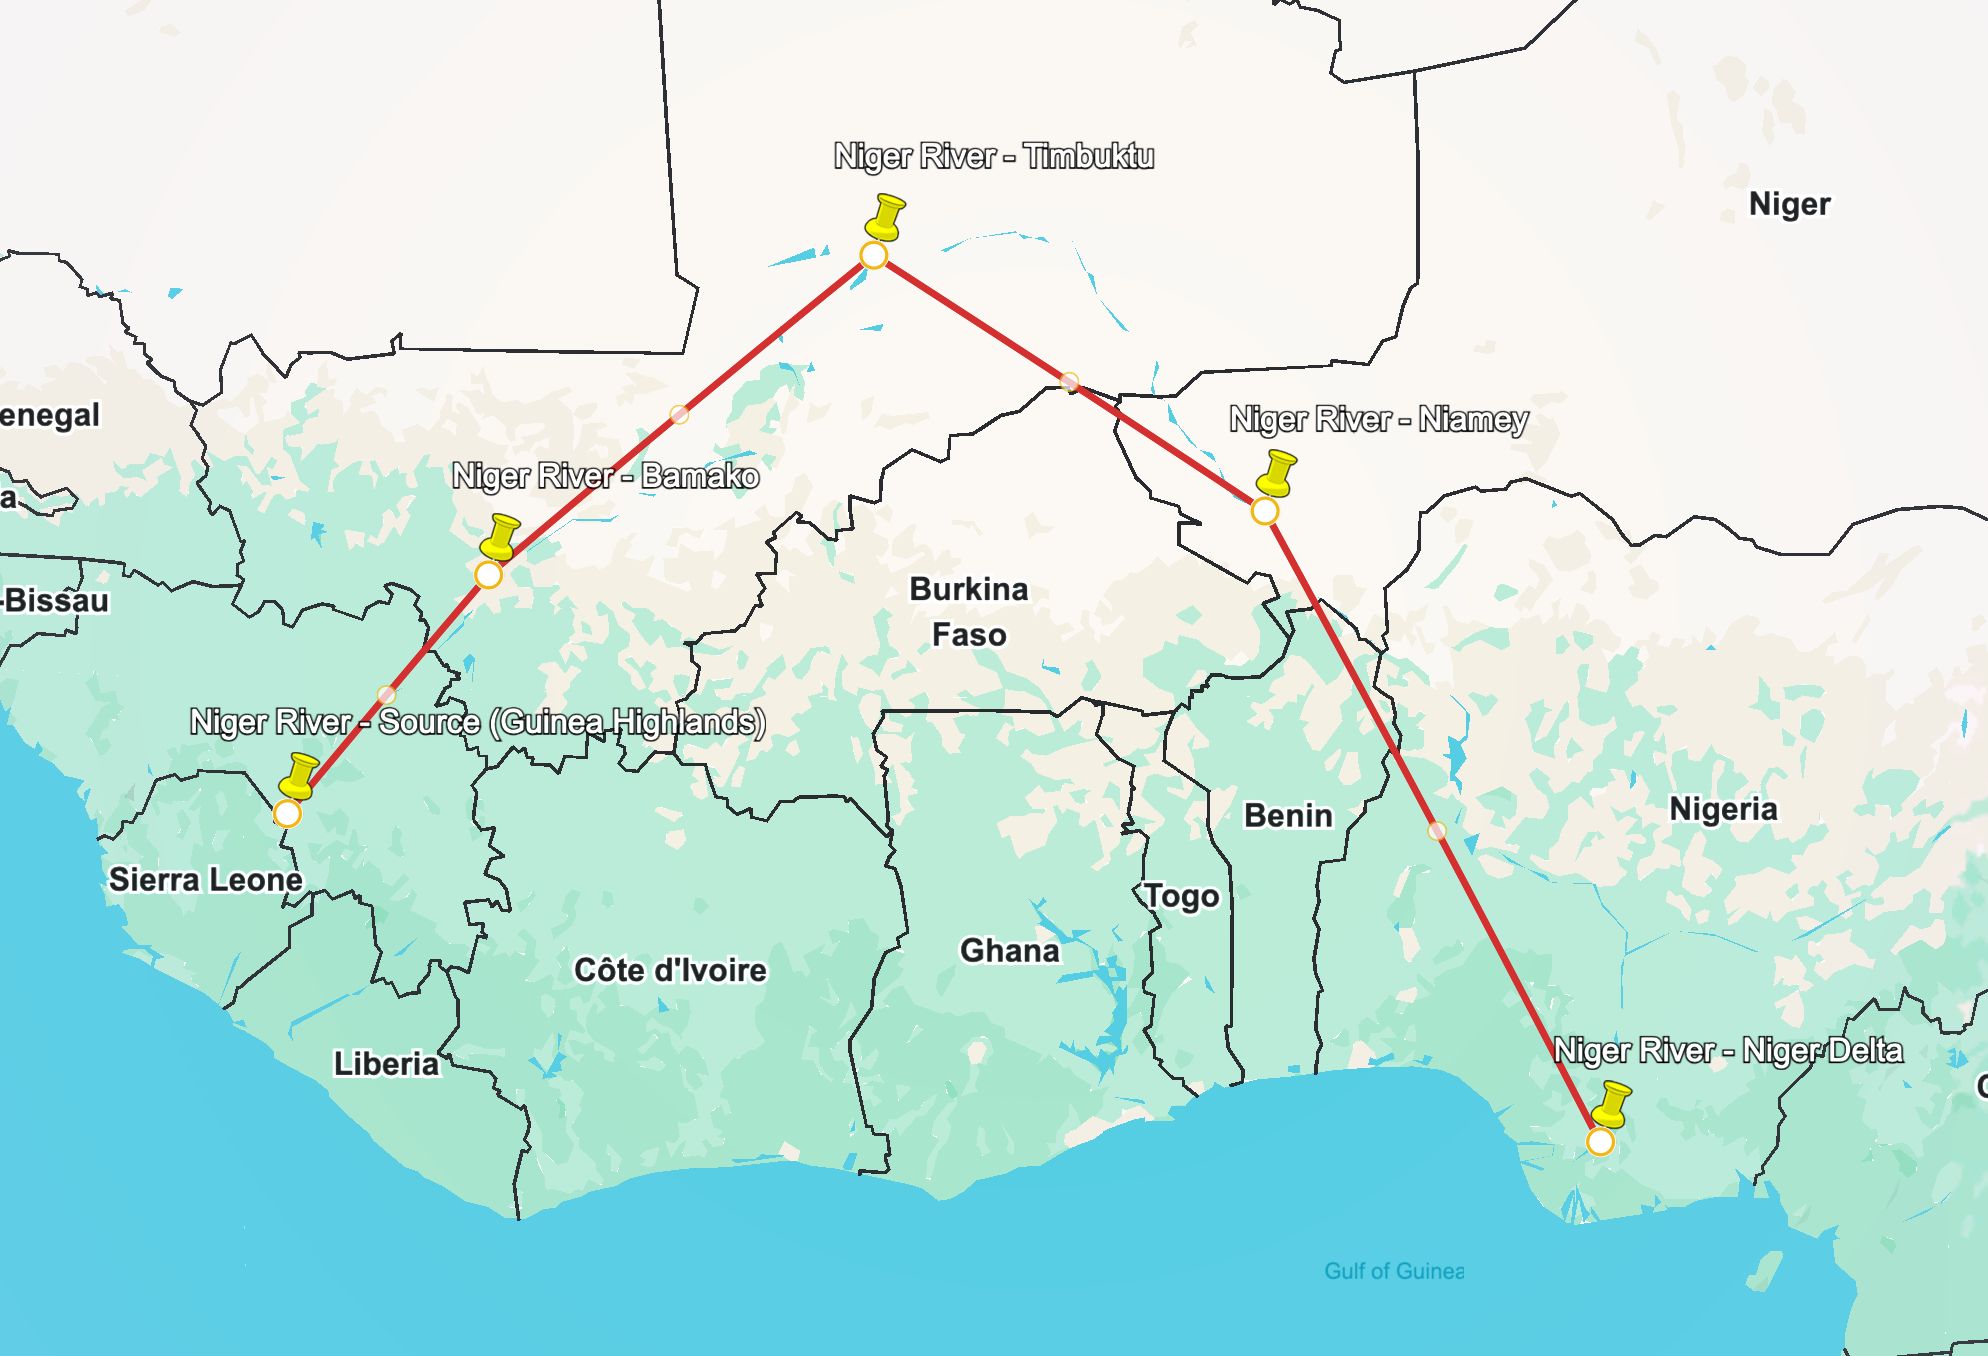 Niger River - Timbuktu
Niger
enegal
Niger River - Niamey
Niger River - Bamako
a
-Bissau
Burkina
Faso
Niger River - Source (Guinea Highlands)
Nigeria
Benin
Sierra Leone
Togo
Ghana
Côte d'Ivoire
Niger River - Niger Delta
Liberia
C
Gulf of Guinea